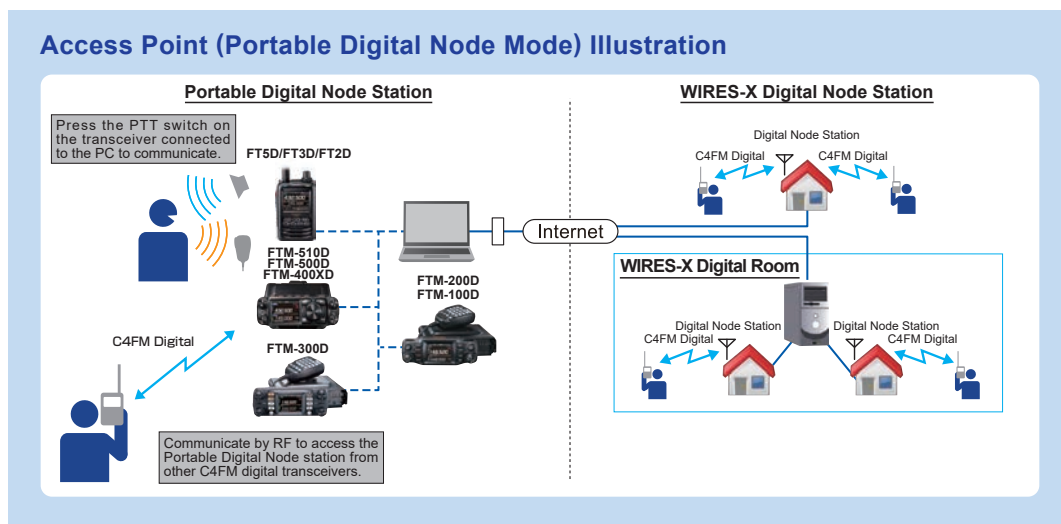 Access Point (Portable Digital Node Mode) Illustration
Portable Digital Node Station
Press the PTT switch on
the transceiver connected
to the PC to communicate.
FT5D/FT3D/FT2D
FTM-510D
FTM-500D
FTM-400XD
FTM-200D
FTM-100D
C4FM Digital
FTM-300D
Communicate by RF to access the
Portable Digital Node station from
other C4FM digital transceivers.
Internet
WIRES-X Digital Node Station
Digital Node Station
C4FM Digital
C4FM Digital
WIRES-X Digital Room
Digital Node Station
C4FM Digital
Digital Node Station
C4FM Digital